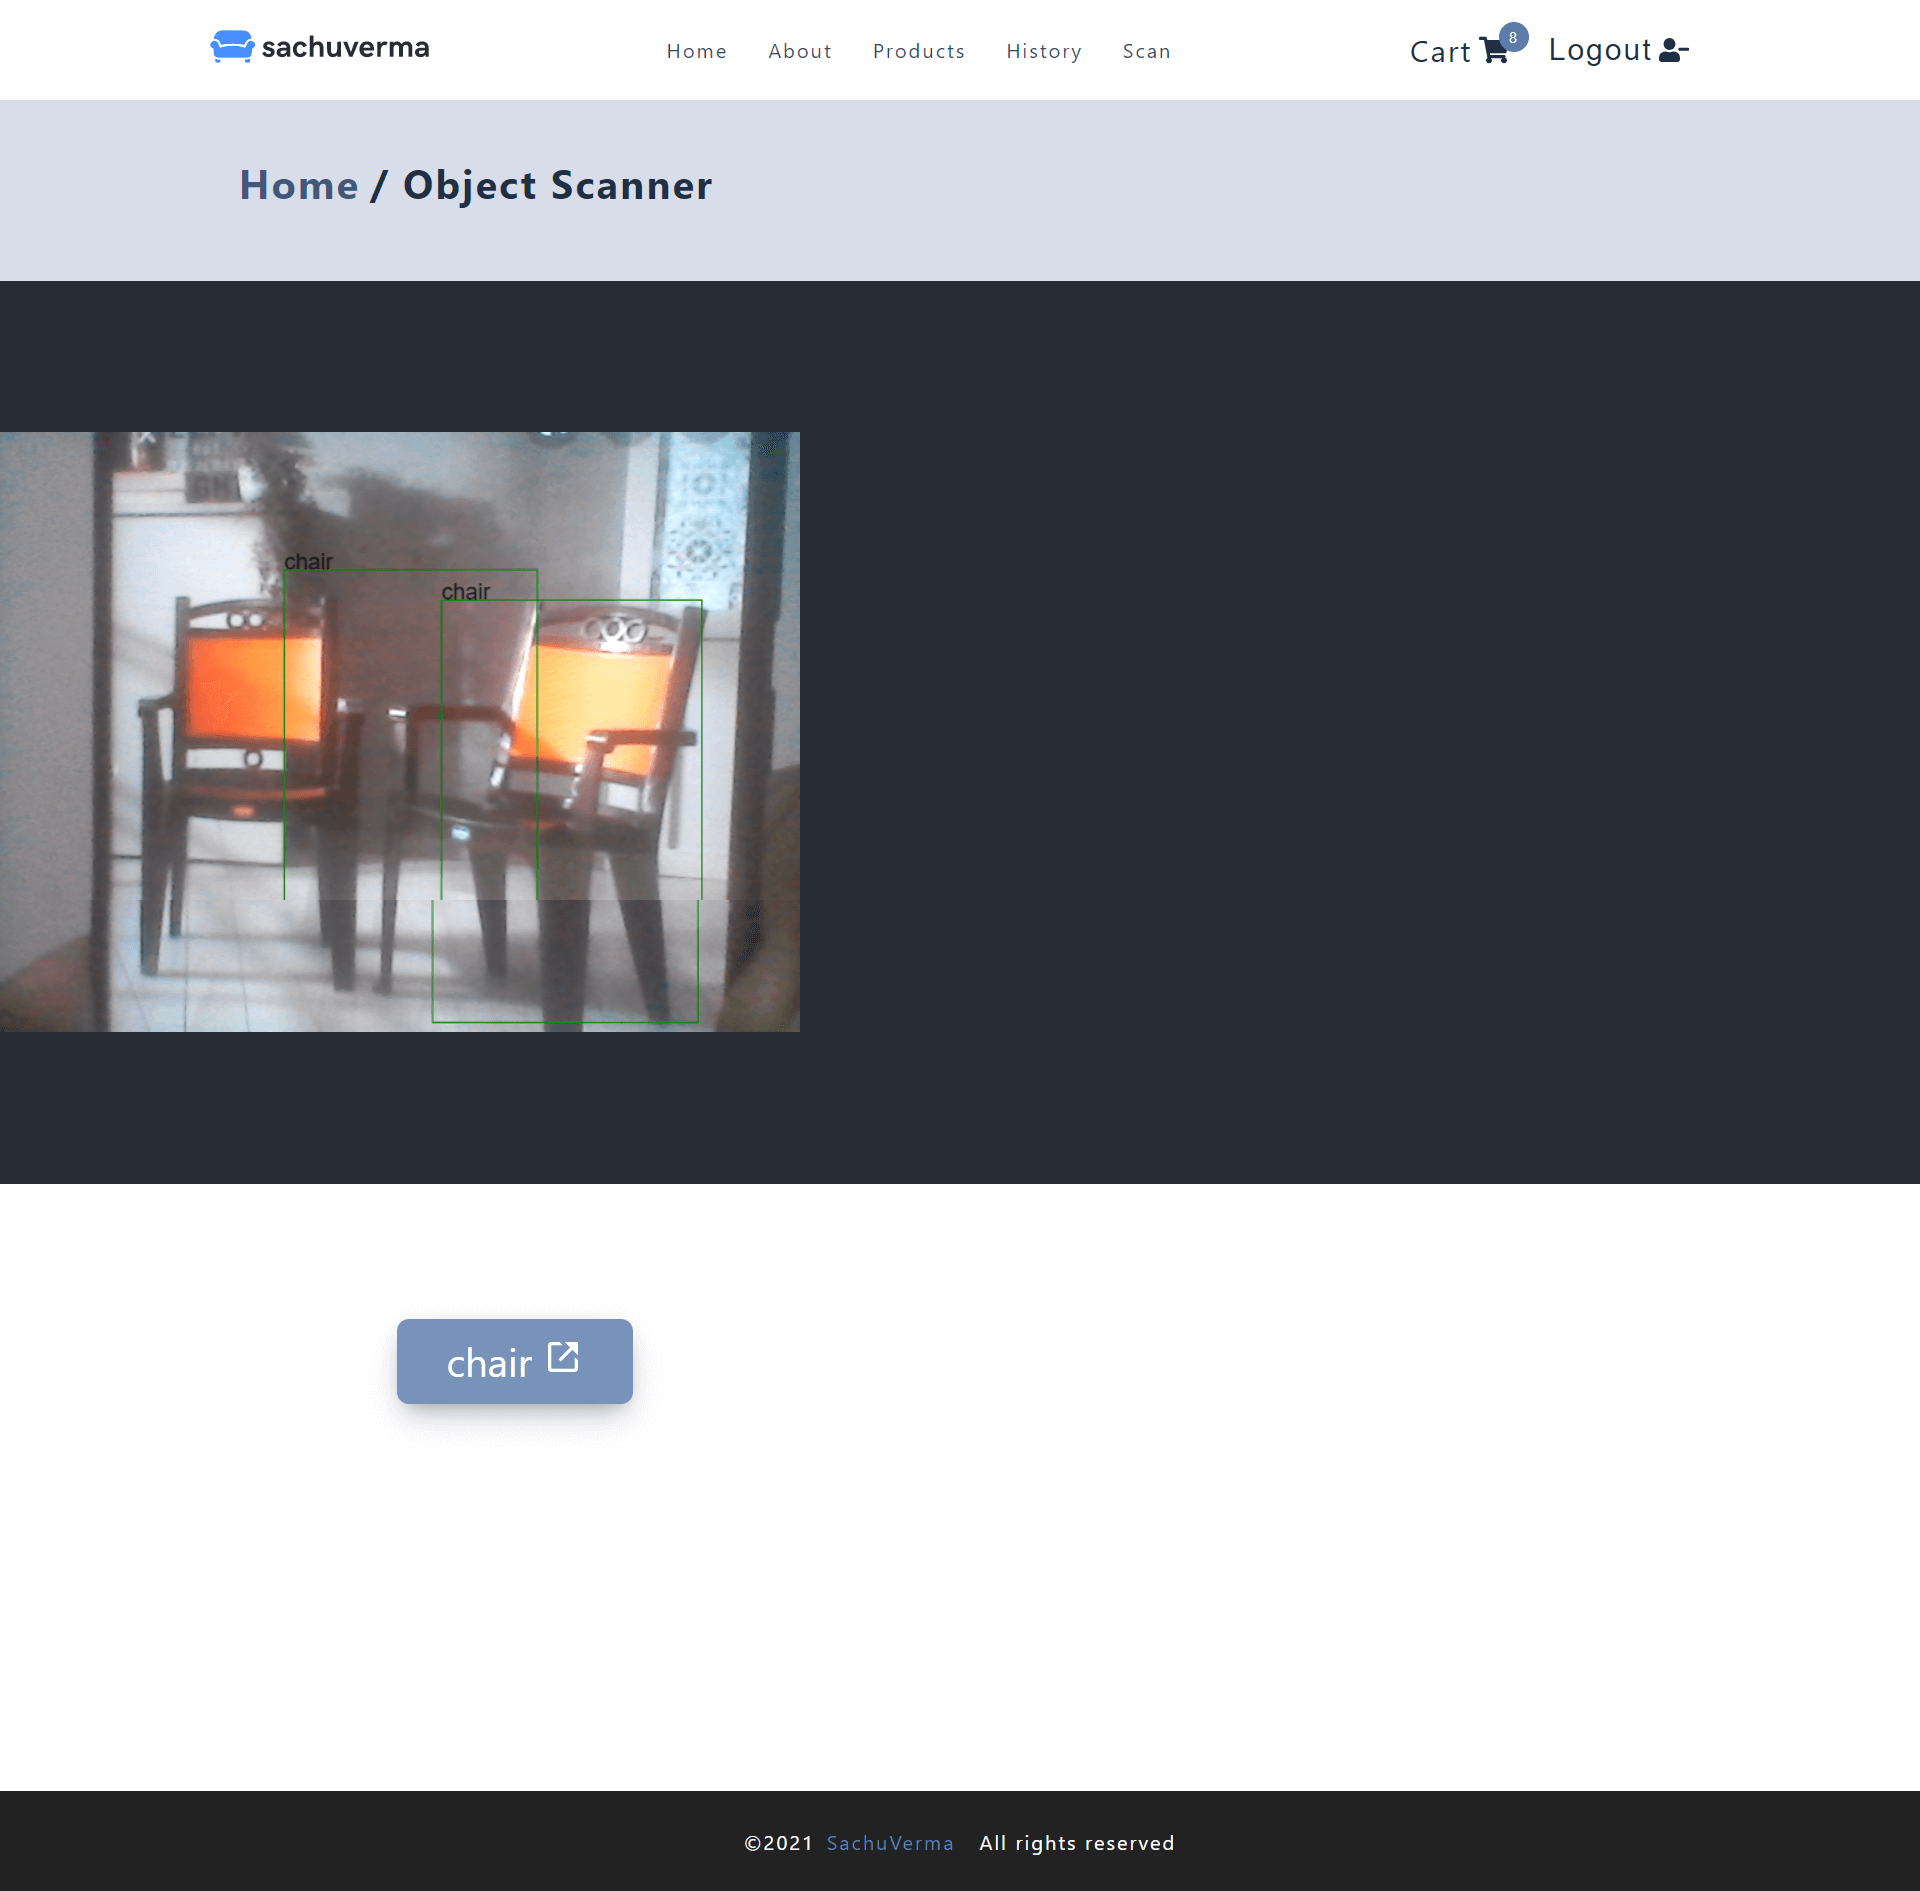 sachuverma
Home About Products History Scan
Cart 8 Logout
Home / Object Scanner
chair
chair
chair
©2021 SachuVerma All rights reserved